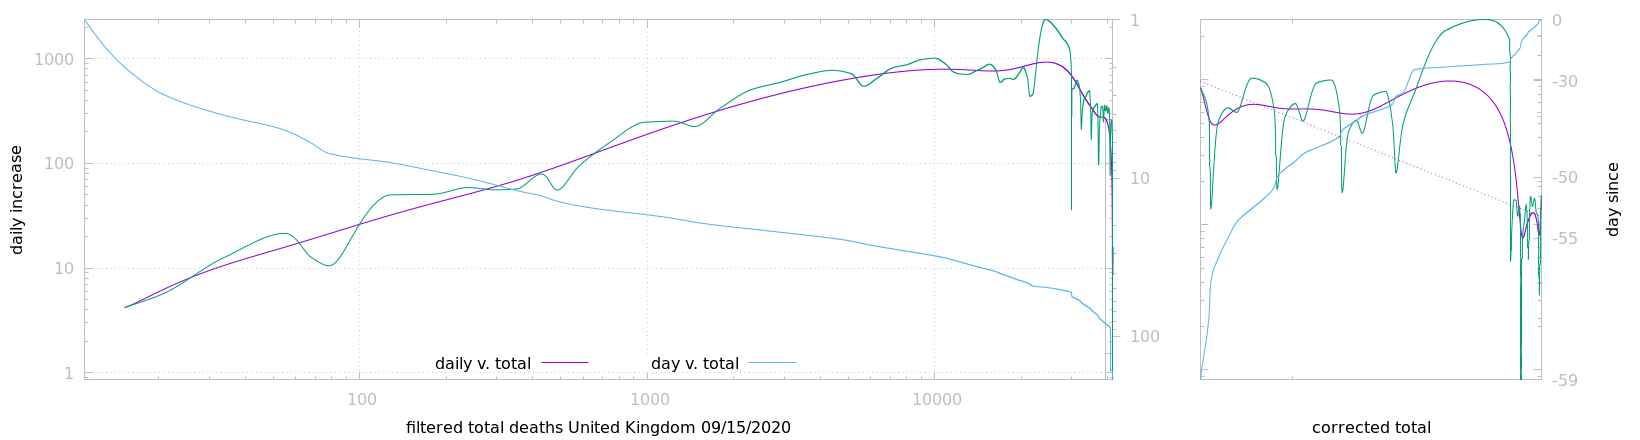 1000
100
10
1
daily increase
100
1000
10000
1
10
100
daily v. total
day v. total
filtered total deaths United Kingdom 09/15/2020
0
-30
-50
-55
-59
day since
corrected total